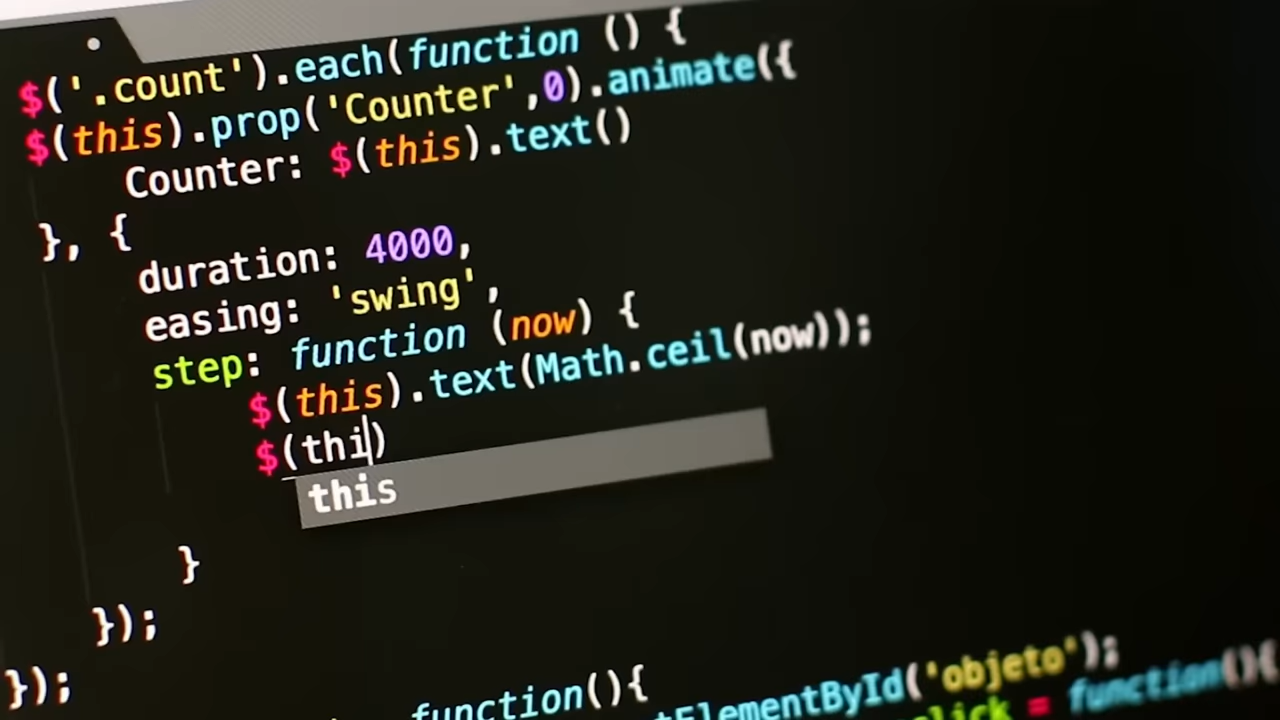 $('.count').each(function () {
$(this).prop('Counter',0).animate({
Counter: $(this).text()
}, {
duration: 4000,
easing: 'swing',
step: function (now) {
$(this).text(Math.ceil(now));
$(thi)
this
}
});
});
function(){
ElementById('objeto');
click = function(){